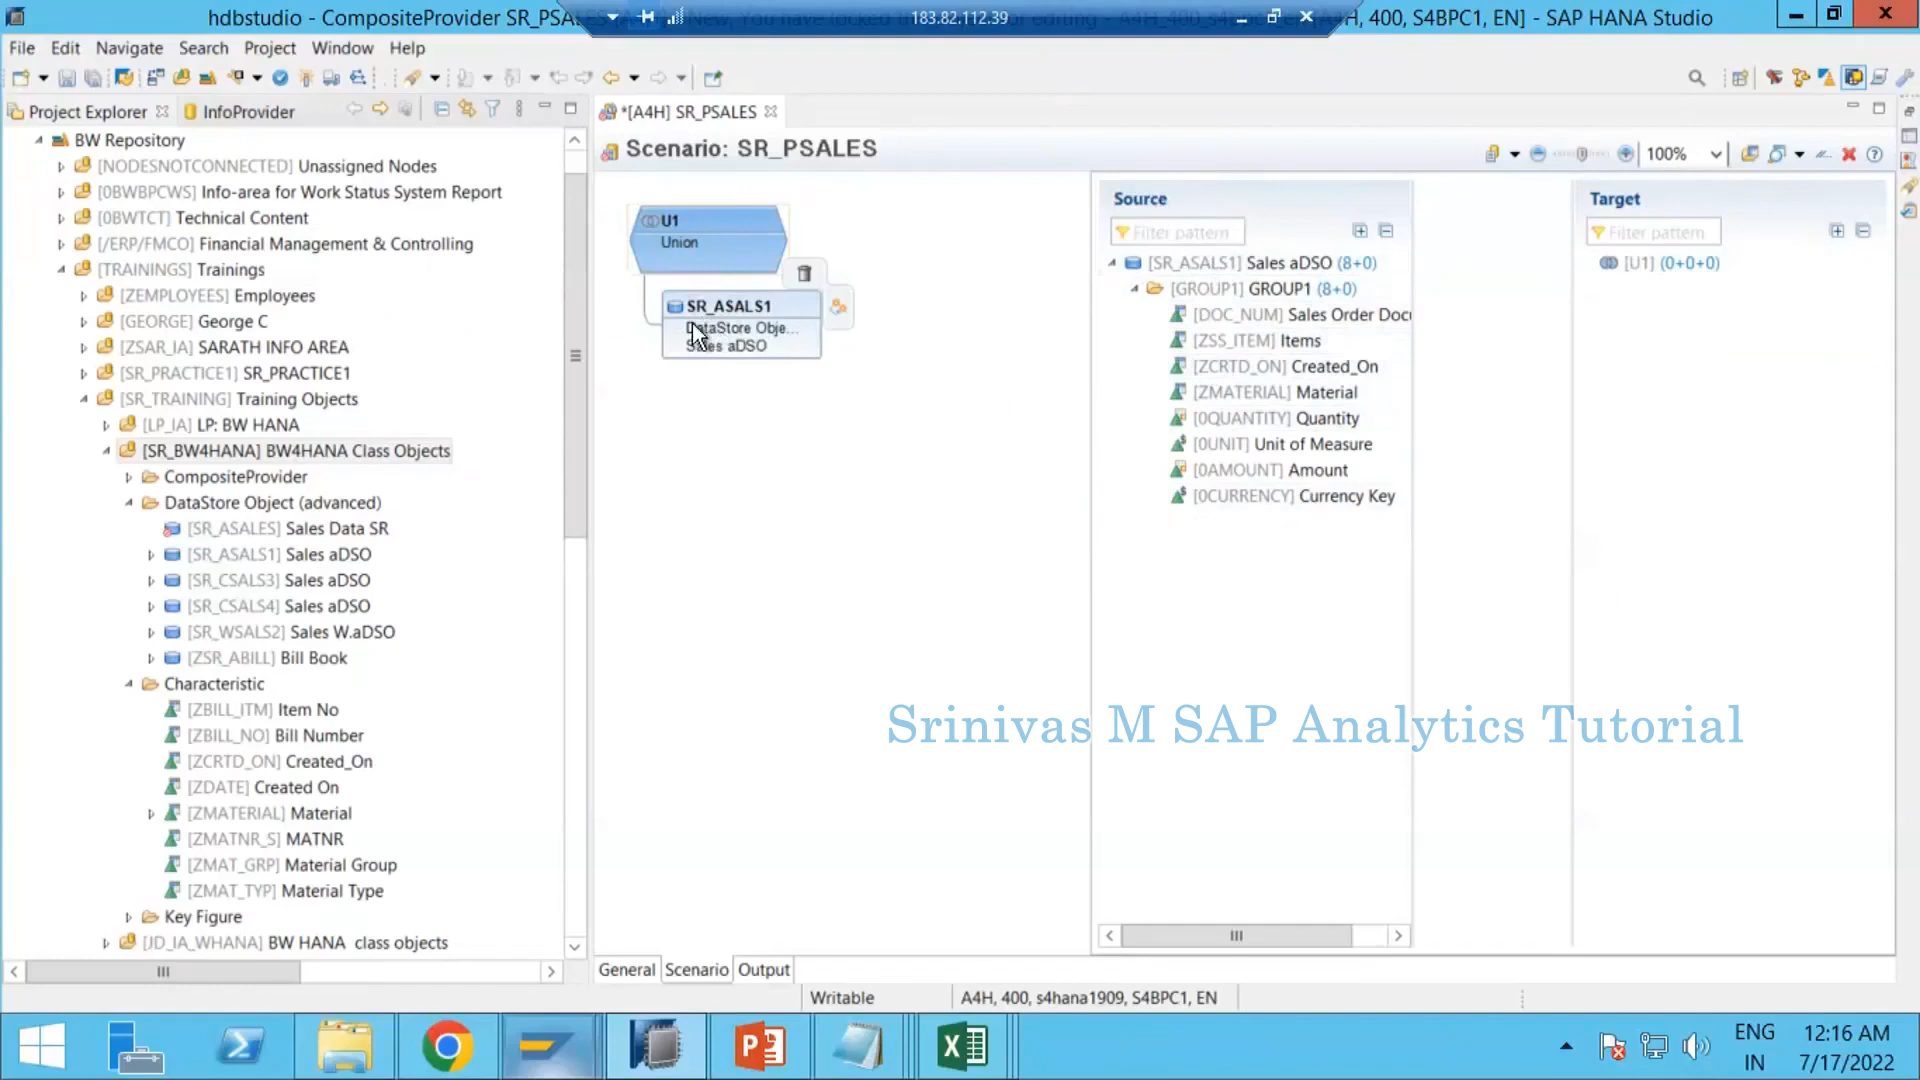 hdbstudio - CompositeProvider SR_PSALES
183.82.112.39
H, 400, S4BPC1, EN] - SAP HANA Studio
File Edit Navigate Search Project Window Help
Project Explorer InfoProvider
*[A4H] SR_PSALES
BW Repository
[NODESNOTCONNECTED] Unassigned Nodes
[0BWBPCWS] Info-area for Work Status System Report
[0BWTCT] Technical Content
[/ERP/FMCO] Financial Management & Controlling
[TRAININGS] Trainings
[ZEMPLOYEES] Employees
[GEORGE] George C
[ZSAR_IA] SARATH INFO AREA
[SR_PRACTICE1] SR_PRACTICE1
[SR_TRAINING] Training Objects
[LP_IA] LP: BW HANA
[SR_BW4HANA] BW4HANA Class Objects
CompositeProvider
DataStore Object (advanced)
[SR_ASALES] Sales Data SR
[SR_ASALS1] Sales aDSO
[SR_CSALS3] Sales aDSO
[SR_CSALS4] Sales aDSO
[SR_WSALS2] Sales W.aDSO
[ZSR_ABILL] Bill Book
Characteristic
[ZBILL_ITM] Item No
[ZBILL_NO] Bill Number
[ZCRTD_ON] Created_On
[ZDATE] Created On
[ZMATERIAL] Material
[ZMATNR_S] MATNR
[ZMAT_GRP] Material Group
[ZMAT_TYP] Material Type
Key Figure
[JD_IA_WHANA] BW HANA class objects
Scenario: SR_PSALES
100%
U1
Union
SR_ASALS1
DataStore Obje...
Sales aDSO
Source
Filter pattern
[SR_ASALS1] Sales aDSO (8+0)
[GROUP1] GROUP1 (8+0)
[DOC_NUM] Sales Order Docu
[ZSS_ITEM] Items
[ZCRTD_ON] Created_On
[ZMATERIAL] Material
[0QUANTITY] Quantity
[0UNIT] Unit of Measure
[0AMOUNT] Amount
[0CURRENCY] Currency Key
Target
Filter pattern
[U1] (0+0+0)
Srinivas M SAP Analytics Tutorial
General Scenario Output
Writable
A4H, 400, s4hana1909, S4BPC1, EN
ENG
IN
12:16 AM
7/17/2022